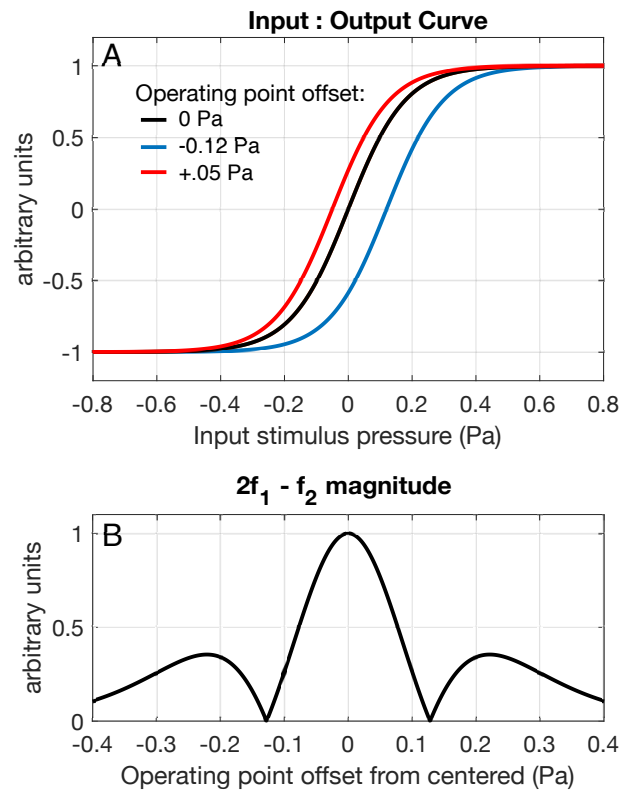 Input : Output Curve
A
Operating point offset:
0 Pa
-0.12 Pa
+.05 Pa
1
0.5
0
-0.5
-1
arbitrary units
-0.8 -0.6 -0.4 -0.2 0 0.2 0.4 0.6 0.8
Input stimulus pressure (Pa)
2f₁ - f₂ magnitude
B
1
0.5
0
arbitrary units
-0.4 -0.3 -0.2 -0.1 0 0.1 0.2 0.3 0.4
Operating point offset from centered (Pa)